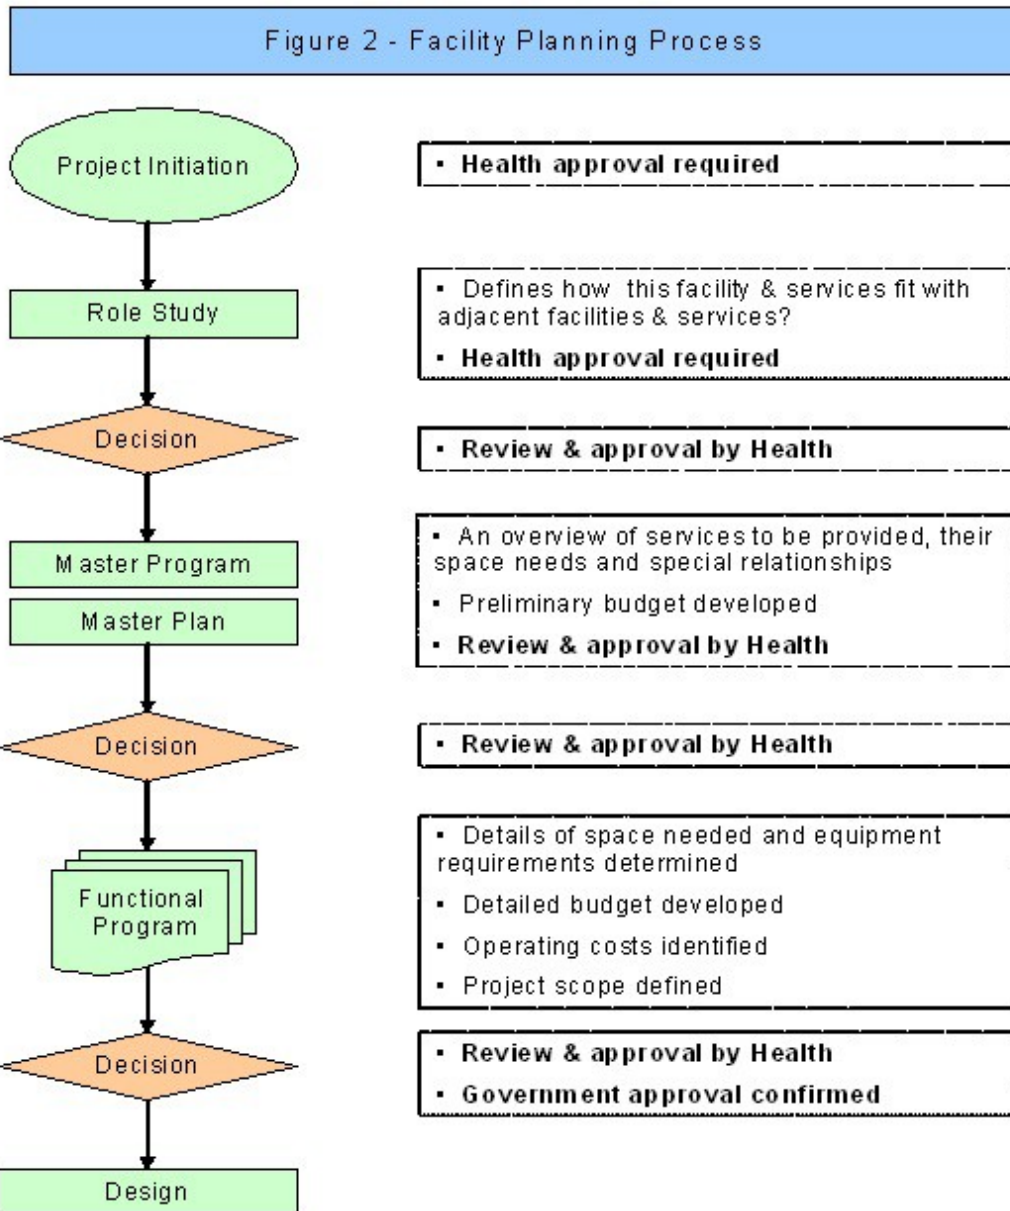 Figure 2 - Facility Planning Process
Project Initiation
▪ Health approval required
Role Study
▪ Defines how this facility & services fit with
adjacent facilities & services?
▪ Health approval required
Decision
▪ Review & approval by Health
Master Program
Master Plan
▪ An overview of services to be provided, their
space needs and special relationships
▪ Preliminary budget developed
▪ Review & approval by Health
Decision
▪ Review & approval by Health
Functional
Program
▪ Details of space needed and equipment
requirements determined
▪ Detailed budget developed
▪ Operating costs identified
▪ Project scope defined
Decision
▪ Review & approval by Health
▪ Government approval confirmed
Design